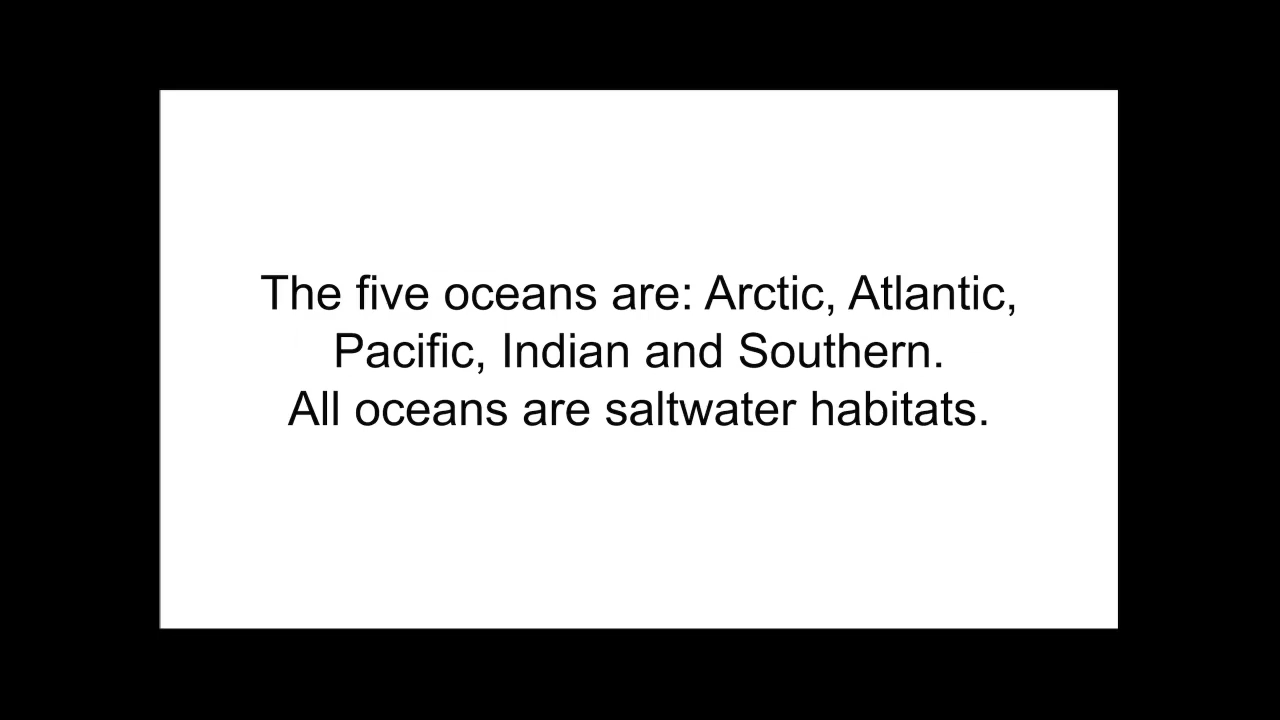 The five oceans are: Arctic, Atlantic,
Pacific, Indian and Southern.
All oceans are saltwater habitats.